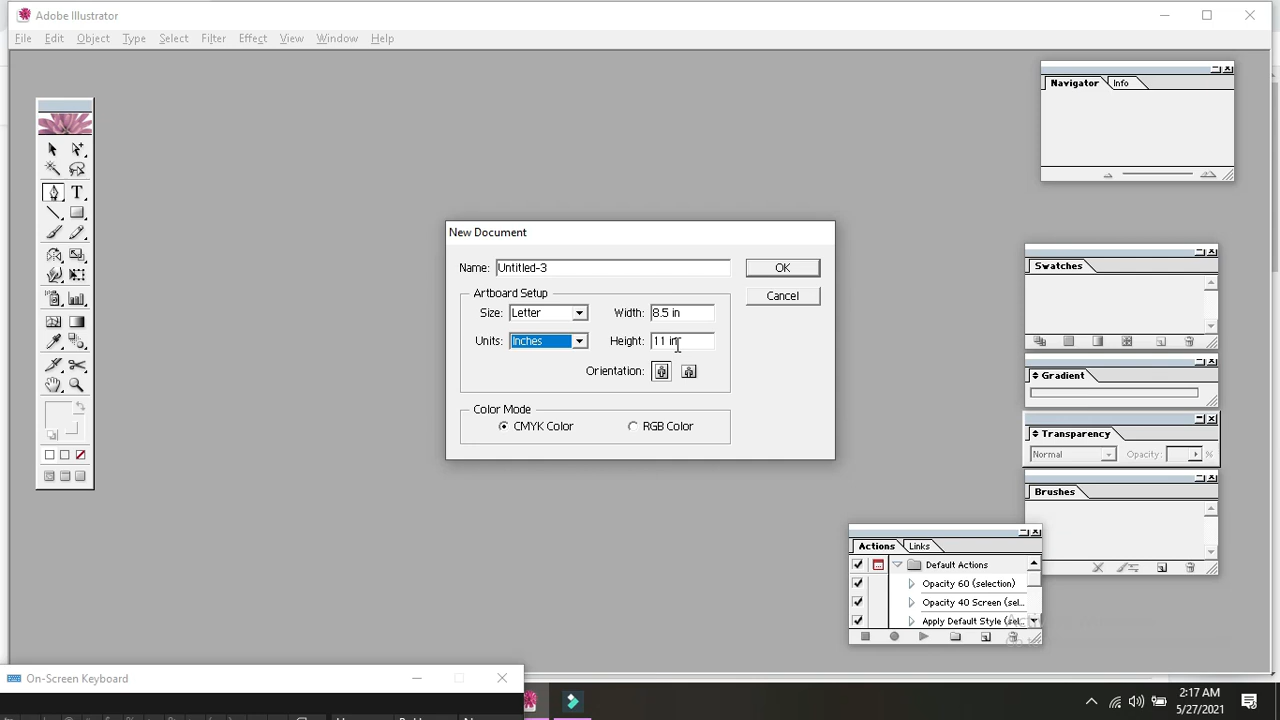 Adobe Illustrator
File Edit Object Type Select Filter Effect View Window Help
Navigator Info
New Document
Name: Untitled-3
OK
Cancel
Artboard Setup
Size: Letter Width: 8.5 in
Units: Inches Height: 11 in
Orientation:
Color Mode
CMYK Color RGB Color
Swatches
Gradient
Transparency
Normal Opacity: %
Brushes
Actions Links
Default Actions
Opacity 60 (selection)
Opacity 40 Screen (sel...
Apply Default Style (sel...
On-Screen Keyboard
2:17 AM
5/27/2021